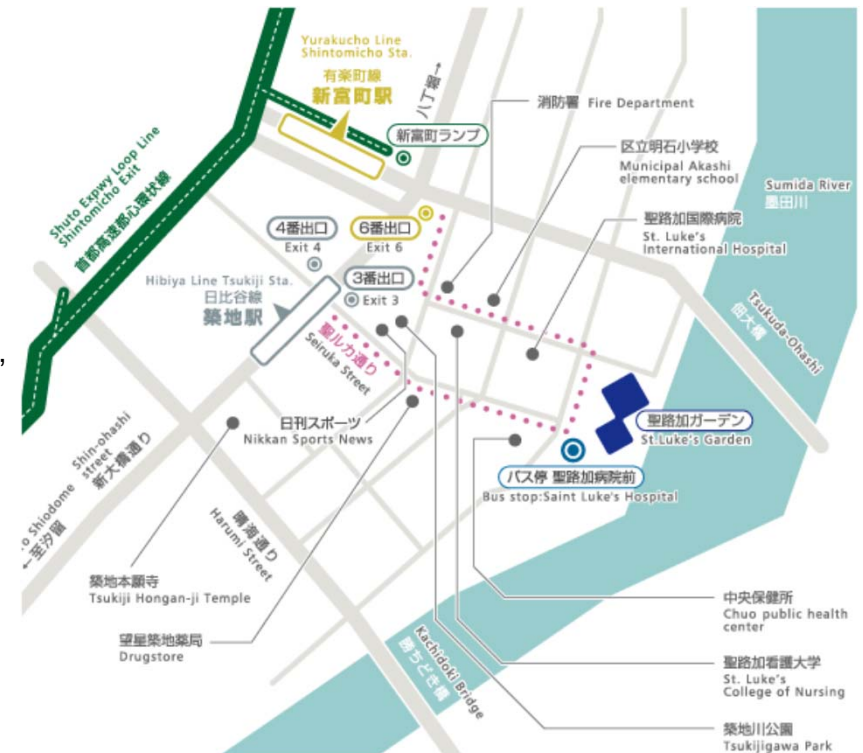 Yurakucho Line
Shintomicho Sta.
有楽町線
新富町駅
八丁堀→
新富町ランプ
消防署 Fire Department
区立明石小学校
Municipal Akashi
elementary school
Sumida River
墨田川
聖路加国際病院
St. Luke's
International Hospital
Shuto Expwy Loop Line
Shintomicho Exit
首都高速都心環状線
4番出口
Exit 4
6番出口
Exit 6
3番出口
Exit 3
Hibiya Line Tsukiji Sta.
日比谷線
築地駅
聖ルカ通り
Seiruka Street
Tsukuda-Ohashi
佃大橋
,
日刊スポーツ
Nikkan Sports News
聖路加ガーデン
St.Luke's Garden
バス停 聖路加病院前
Bus stop:Saint Luke's Hospital
Shin-ohashi
street
新大橋通り
o Shiodome
←至汐留
晴海通り
Harumi Street
築地本願寺
Tsukiji Hongan-ji Temple
望星築地薬局
Drugstore
Kachidoki Bridge
勝ちどき橋
中央保健所
Chuo public health
center
聖路加看護大学
St. Luke's
College of Nursing
築地川公園
Tsukijigawa Park